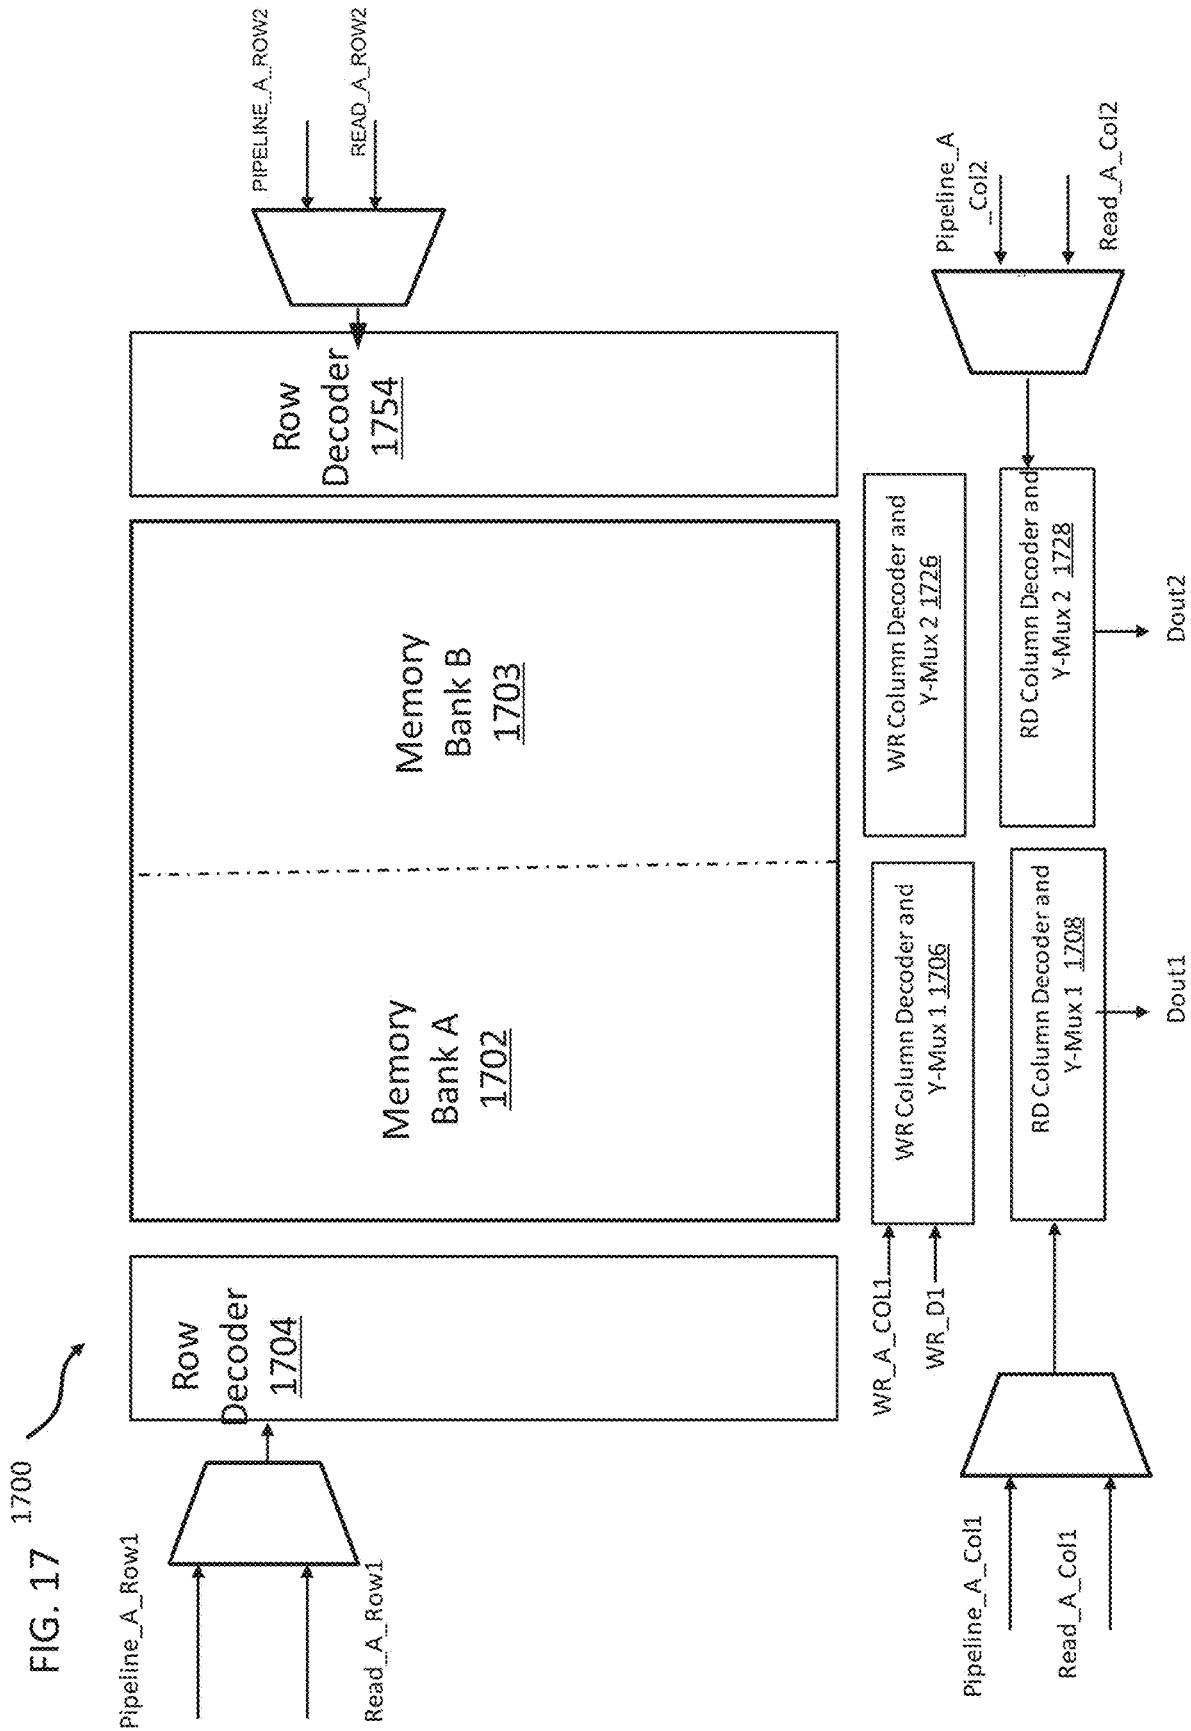 FIG. 17
1700
Pipeline_A_Row1
Read_A_Row1
Row
Decoder
1704
Memory
Bank A
1702
Memory
Bank B
1703
Row
Decoder
1754
PIPELINE_A_ROW2
READ_A_ROW2
WR_A_COL1
WR_D1
WR Column Decoder and
Y-Mux 1 1706
WR Column Decoder and
Y-Mux 2 1726
Pipeline_A_Col1
Read_A_Col1
RD Column Decoder and
Y-Mux 1 1708
RD Column Decoder and
Y-Mux 2 1728
Pipeline_A
_Col2
Read_A_Col2
Dout1
Dout2